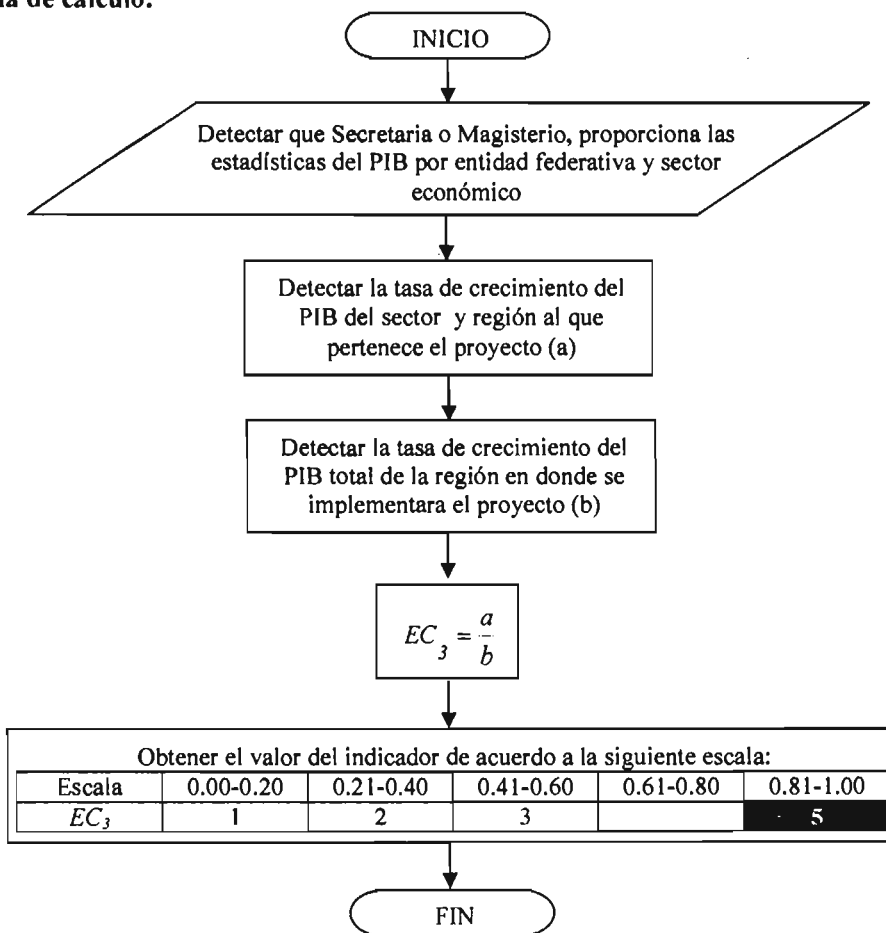 de cálculo:
INICIO
Detectar que Secretaria o Magisterio, proporciona las
estadísticas del PIB por entidad federativa y sector
económico
Detectar la tasa de crecimiento del
PIB del sector y región al que
pertenece el proyecto (a)
Detectar la tasa de crecimiento del
PIB total de la región en donde se
implementara el proyecto (b)
EC₃ = a/b
Obtener el valor del indicador de acuerdo a la siguiente escala:
Escala 0.00-0.20 0.21-0.40 0.41-0.60 0.61-0.80 0.81-1.00
EC₃ 1 2 3 5
FIN